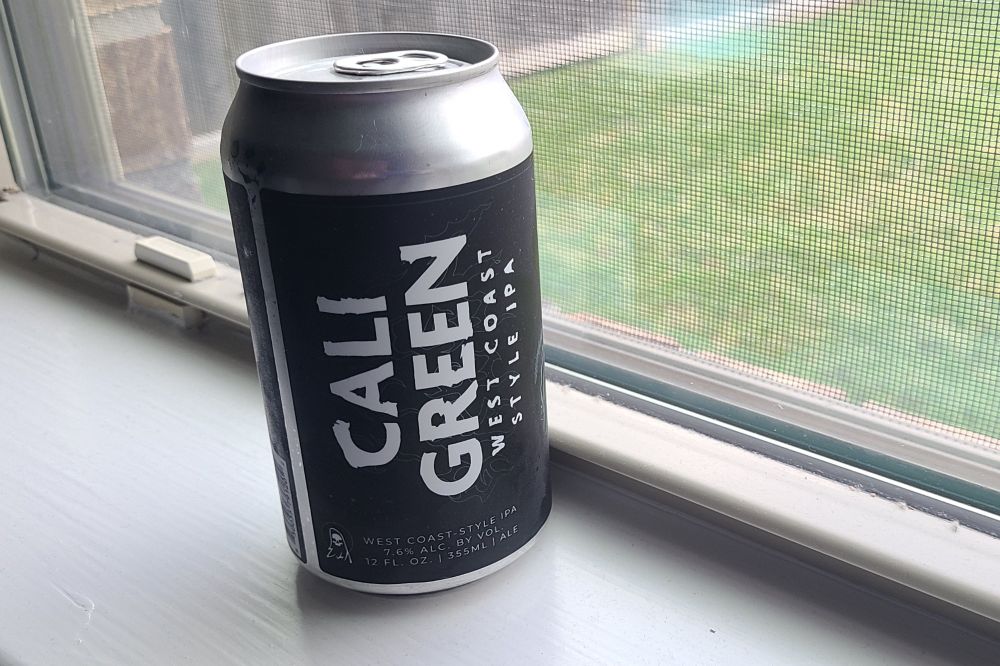 CALI
GREEN
WEST COAST
STYLE IPA
WEST COAST-STYLE IPA
7.6% ALC. BY VOL.
12 FL. OZ. | 355ML | ALE